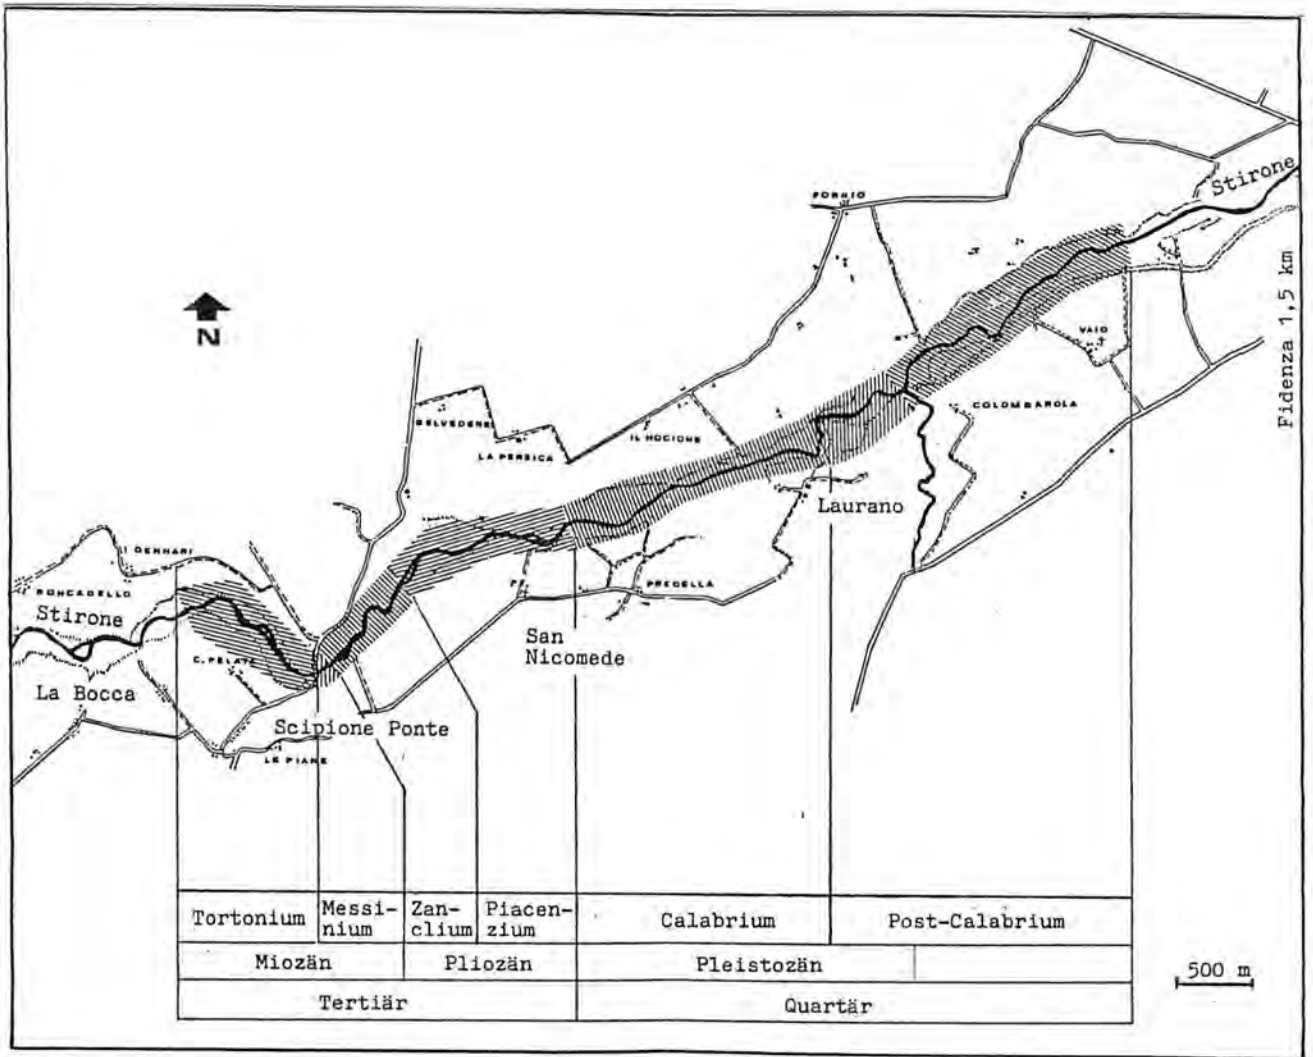 Stirone
FORNIO
N
Fidenza 1,5 km
VAIO
COLOMBAROLA
BELVEDERE
IL MOCIONE
LA PERSICA
Laurano
I DENNARI
RONCADELLO
PREGELLA
Stirone
San
Nicomede
C. PELATE
La Bocca
Scipione Ponte
LE PIANE
Tortonium
Messi-
nium
Zan-
clium
Piacen-
zium
Calabrium
Post-Calabrium
Miozän
Pliozän
Pleistozän
500 m
Tertiär
Quartär